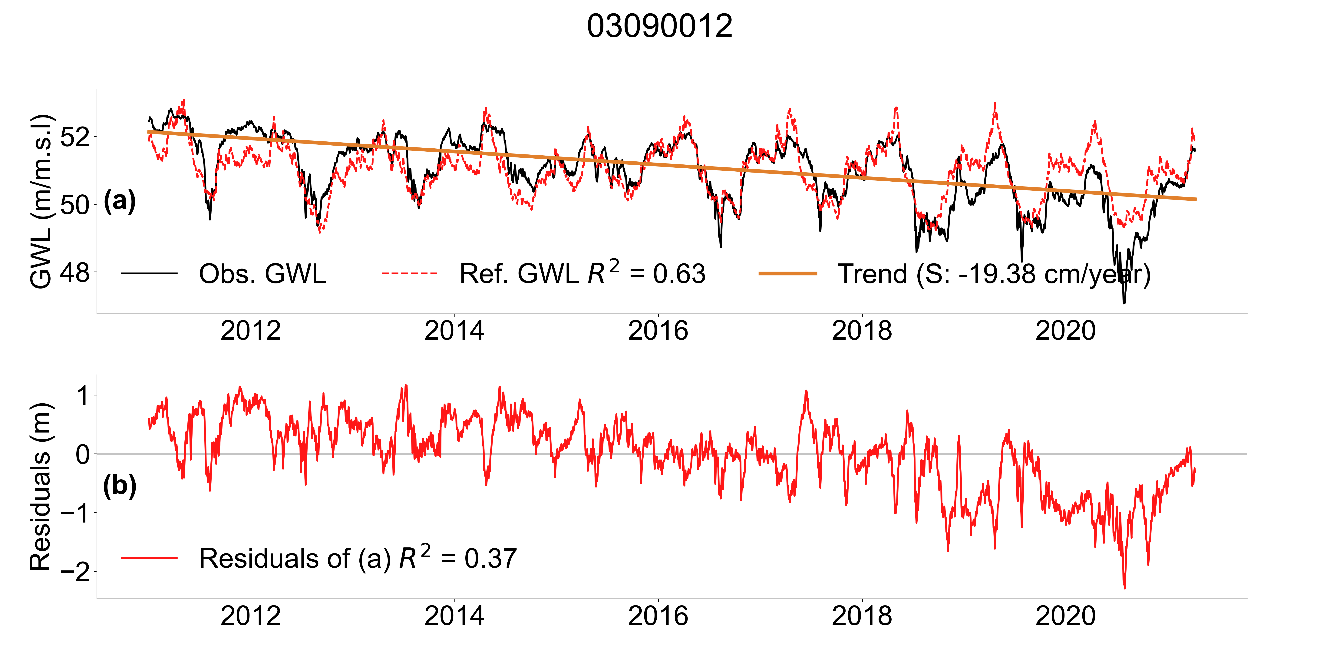 03090012
GWL (m/m.s.l)
52
50
48
(a)
Obs. GWL
Ref. GWL R² = 0.63
Trend (S: -19.38 cm/year)
2012 2014 2016 2018 2020
Residuals (m)
1
0
−1
−2
(b)
Residuals of (a) R² = 0.37
2012 2014 2016 2018 2020